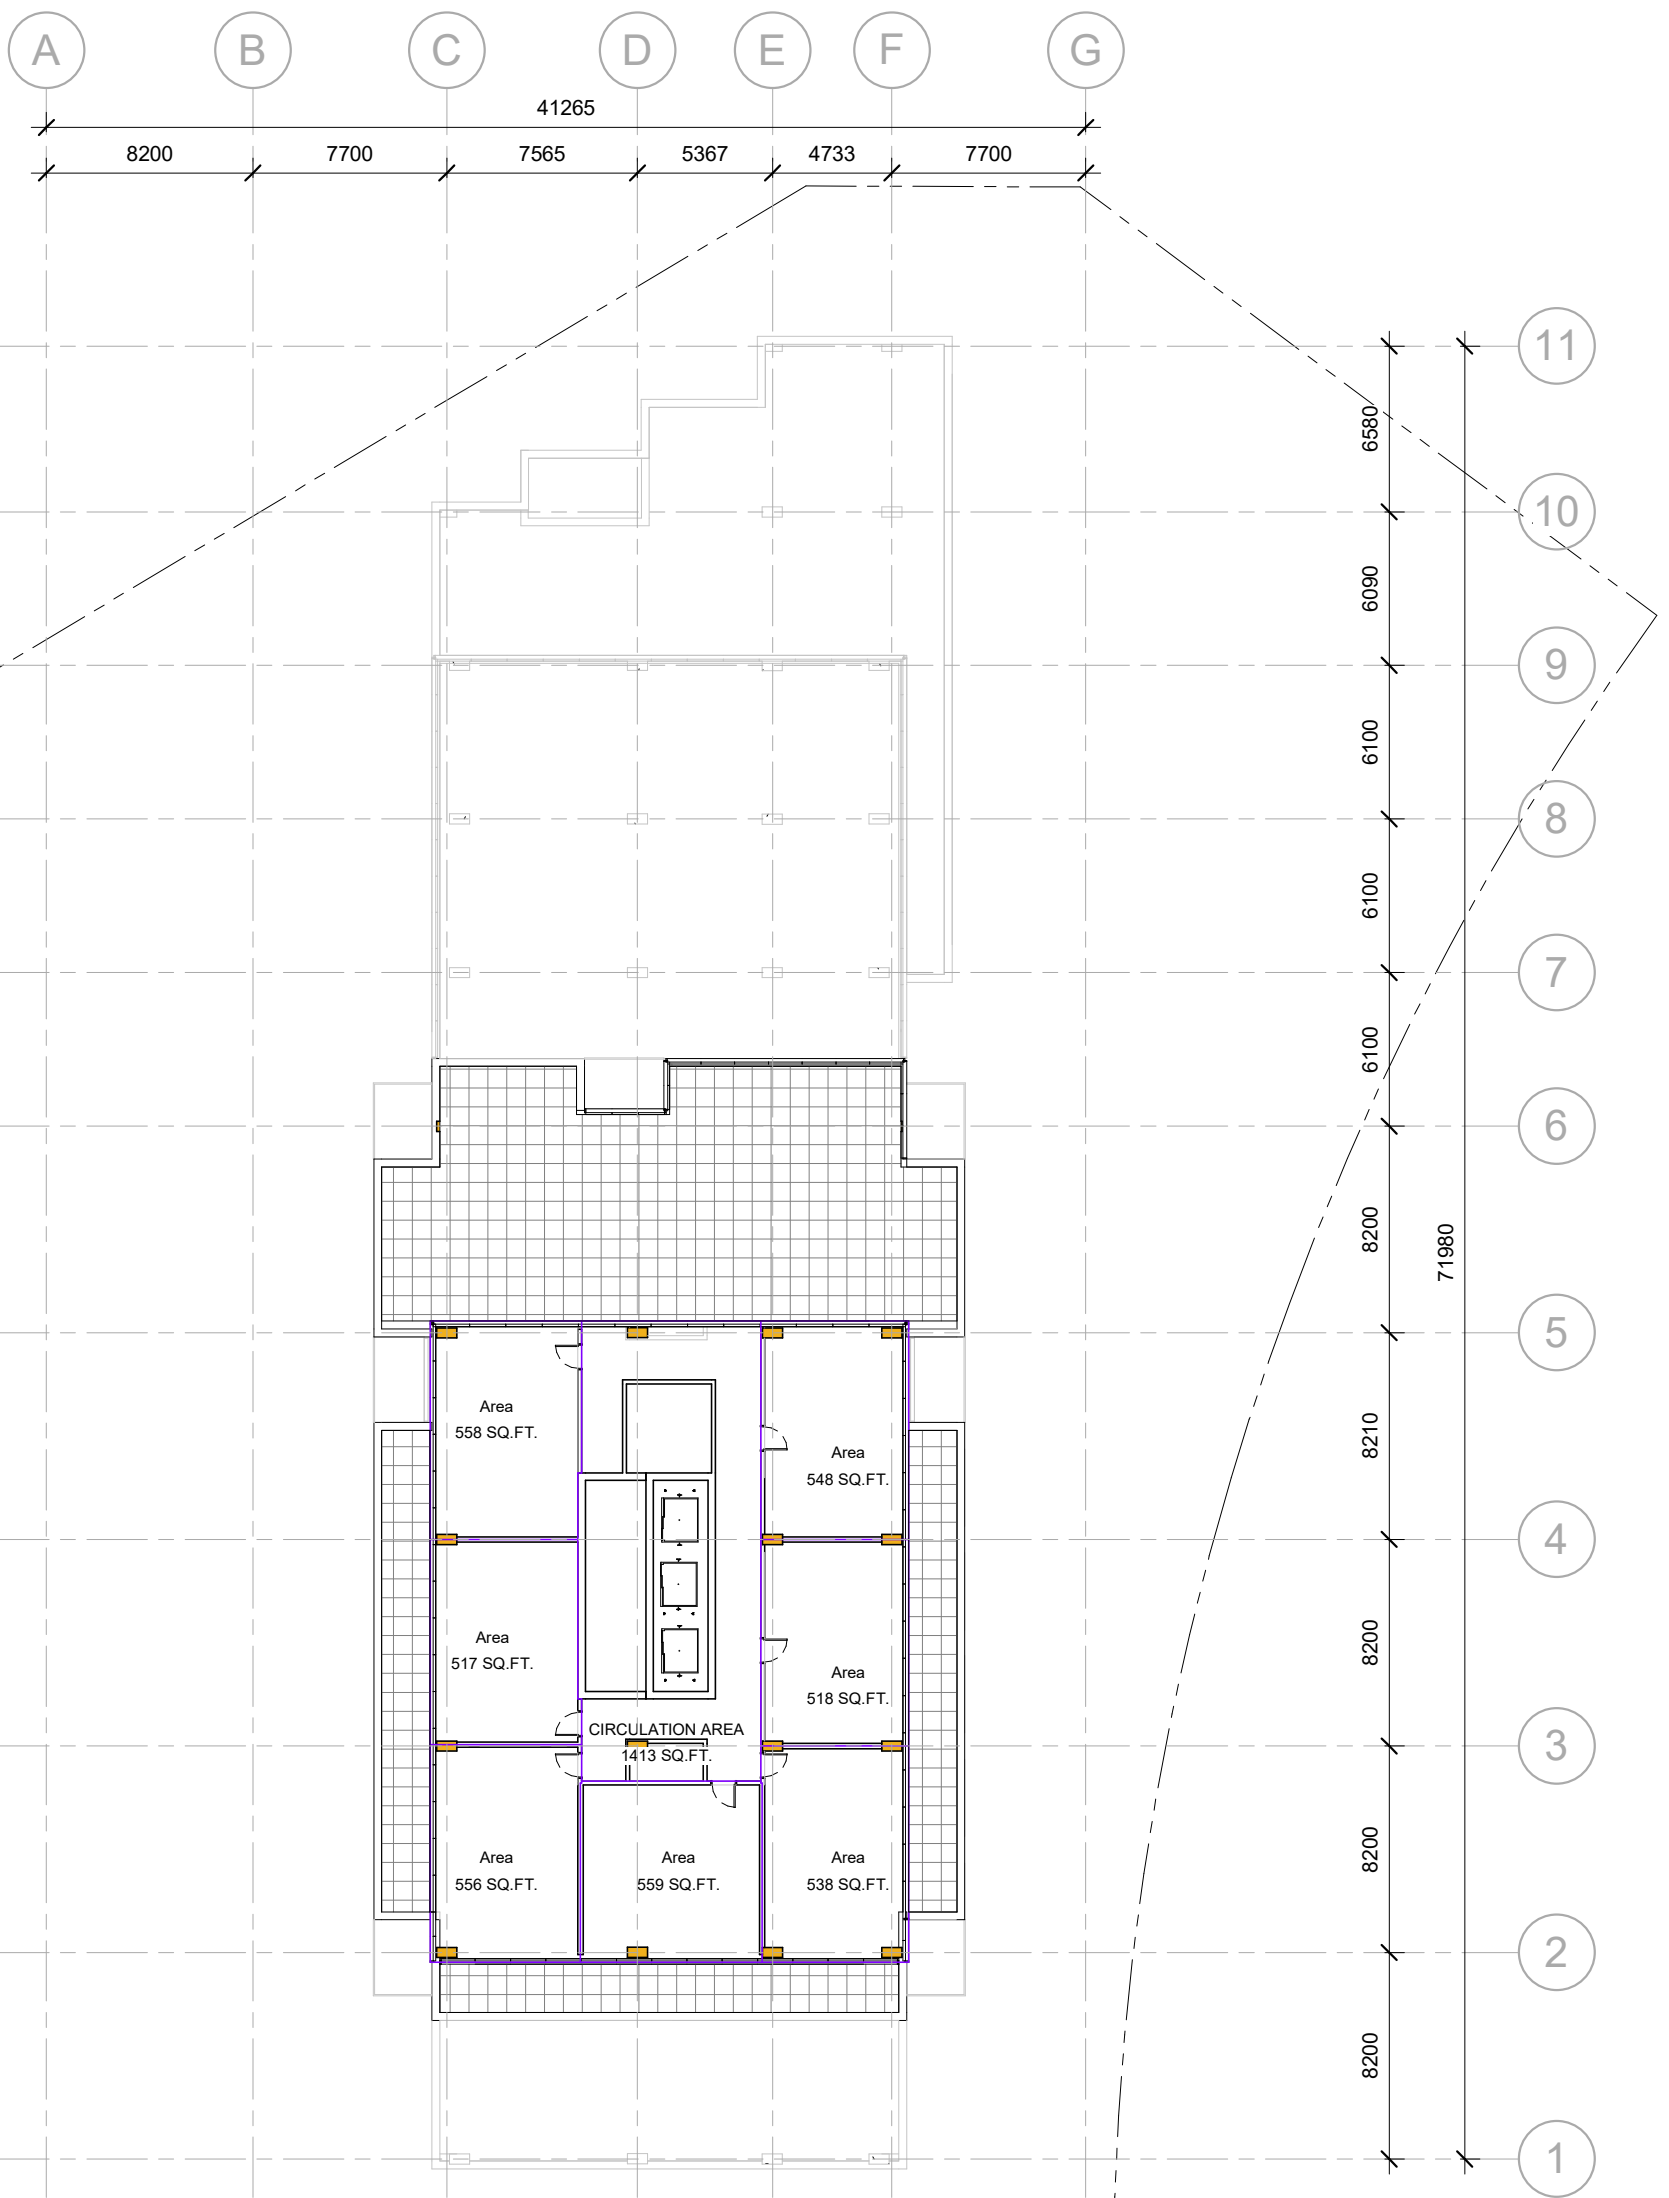 A B C D E F G
41265
8200 7700 7565 5367 4733 7700
11
6580
10
6090
9
6100
8
6100
7
6100
6
8200
71980
5
8210
4
8200
3
8200
2
8200
1
Area
558 SQ.FT.
Area
548 SQ.FT.
Area
517 SQ.FT.
Area
518 SQ.FT.
CIRCULATION AREA
1413 SQ.FT.
Area
556 SQ.FT.
Area
559 SQ.FT.
Area
538 SQ.FT.